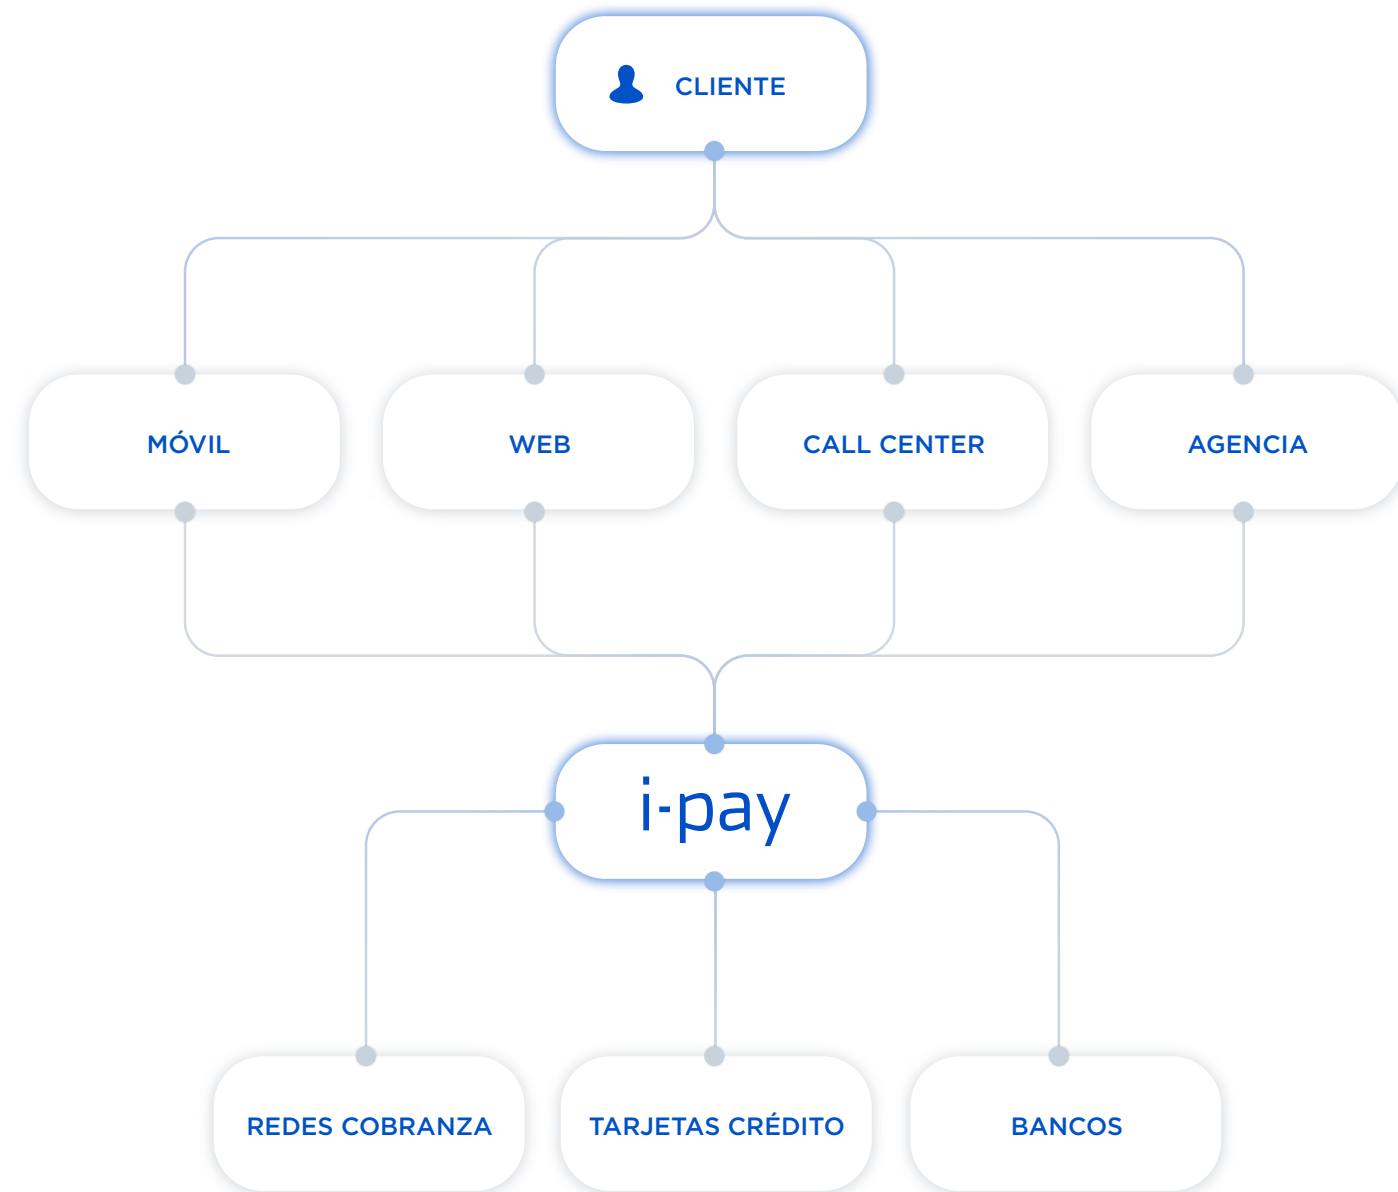 CLIENTE
MÓVIL
WEB
CALL CENTER
AGENCIA
i-pay
REDES COBRANZA
TARJETAS CRÉDITO
BANCOS